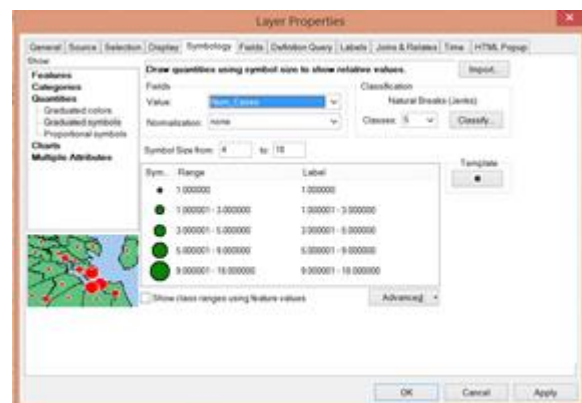 Layer Properties
General Source Selection Display Symbology Fields Definition Query Labels Joins & Relates Time HTML Popup
Show:
Features
Categories
Quantities
Graduated colors
Graduated symbols
Proportional symbols
Charts
Multiple Attributes
Draw quantities using symbol size to show relative values.
Import...
Fields
Value: Num_Cases
Normalization: none
Classification
Natural Breaks (Jenks)
Classes: 5 Classify...
Symbol Size from: 4 to: 18
Template
Sym... Range Label
1.000000 1.000000
1.000001 - 3.000000 1.000001 - 3.000000
3.000001 - 5.000000 3.000001 - 5.000000
5.000001 - 9.000000 5.000001 - 9.000000
9.000001 - 18.000000 9.000001 - 18.000000
Show class ranges using feature values
Advanced
OK Cancel Apply